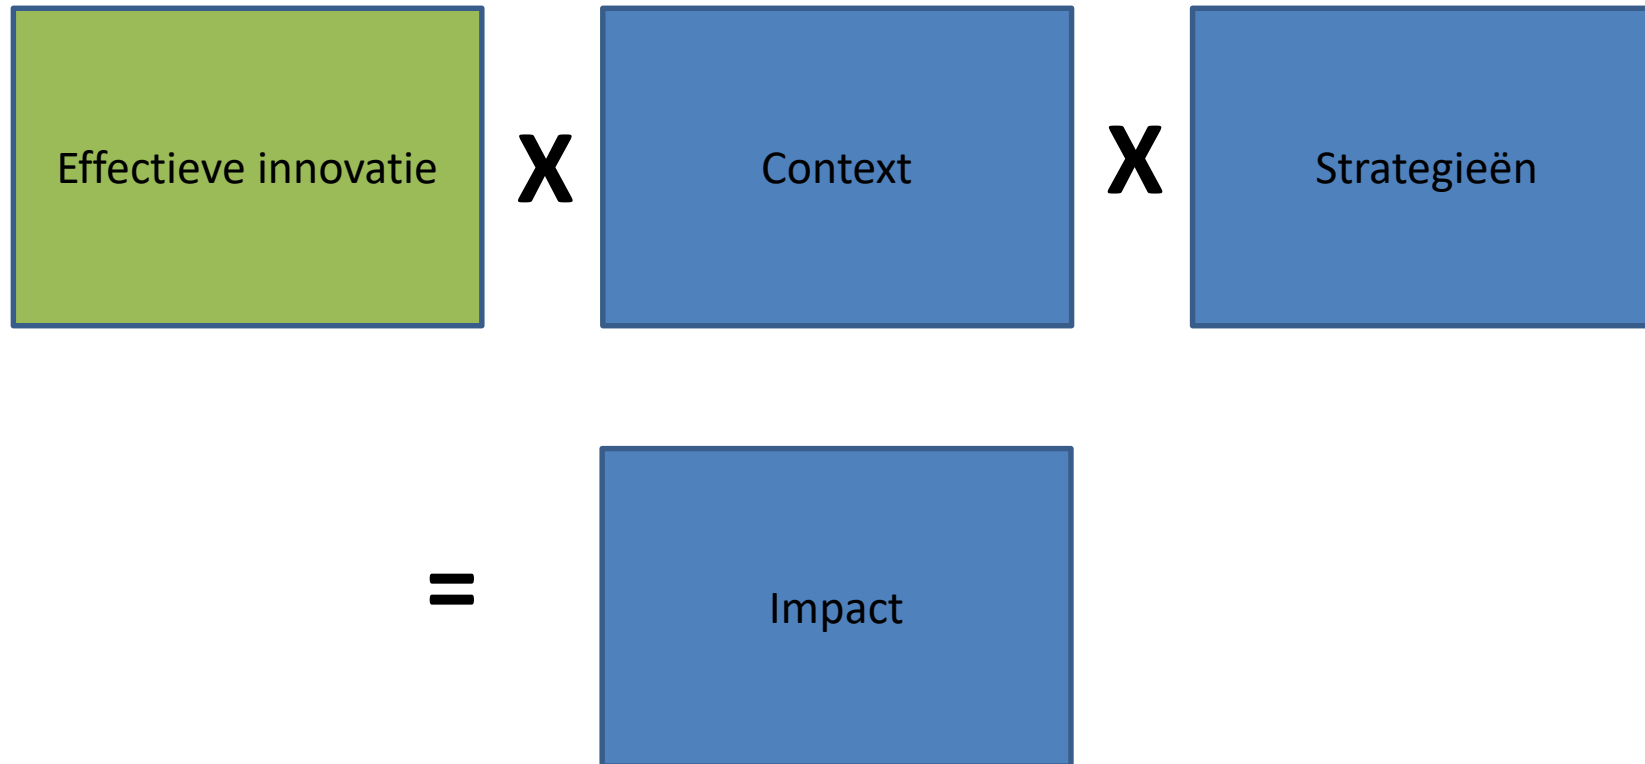 Effectieve innovatie X Context X Strategieën
= Impact